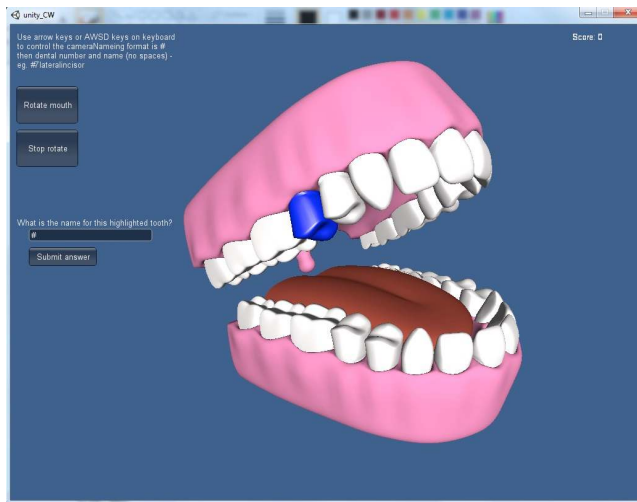 unity_CW
Use arrow keys or AWSD keys on keyboard
to control the cameraNameing format is #
then dental number and name (no spaces) -
eg. #7lateralincisor
Score: 0
Rotate mouth
Stop rotate
What is the name for this highlighted tooth?
#
Submit answer